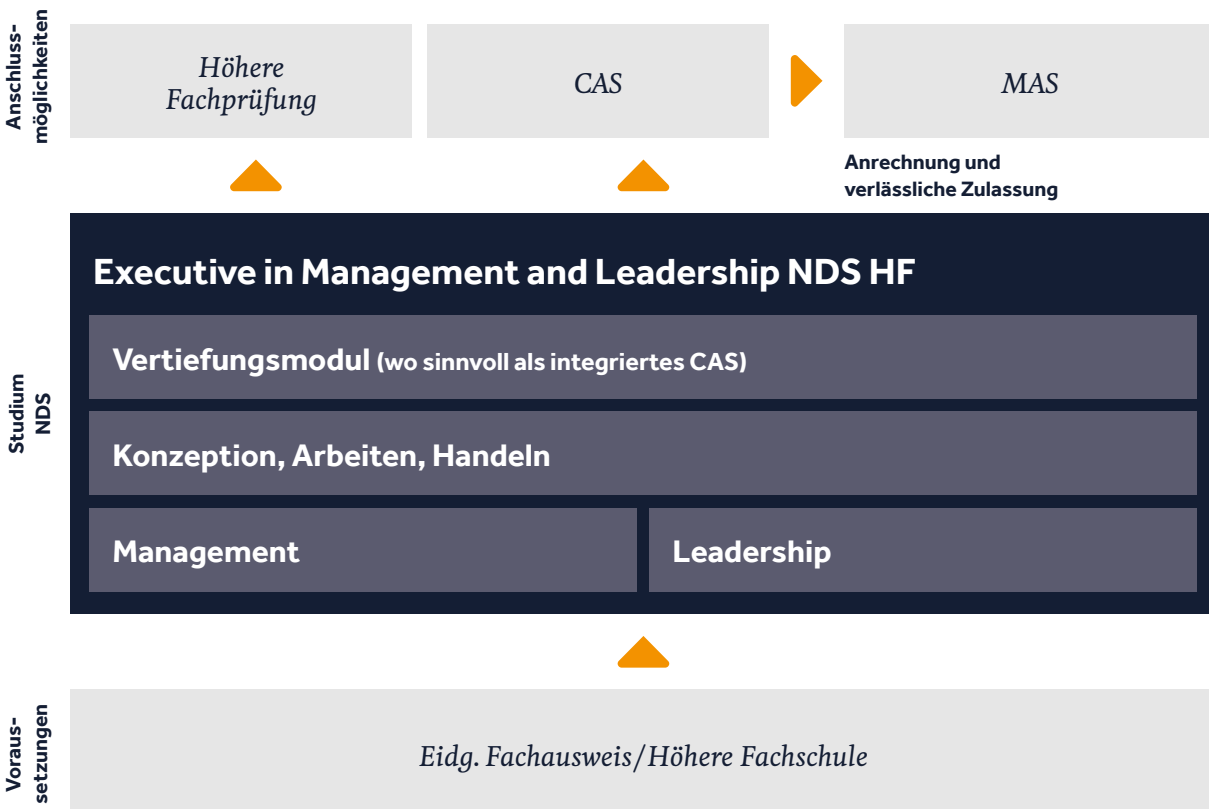 Anschluss-
möglichkeiten
Höhere
Fachprüfung
CAS
MAS
Anrechnung und
verlässliche Zulassung
Studium
NDS
Executive in Management and Leadership NDS HF
Vertiefungsmodul (wo sinnvoll als integriertes CAS)
Konzeption, Arbeiten, Handeln
Management
Leadership
Voraus-
setzungen
Eidg. Fachausweis/Höhere Fachschule